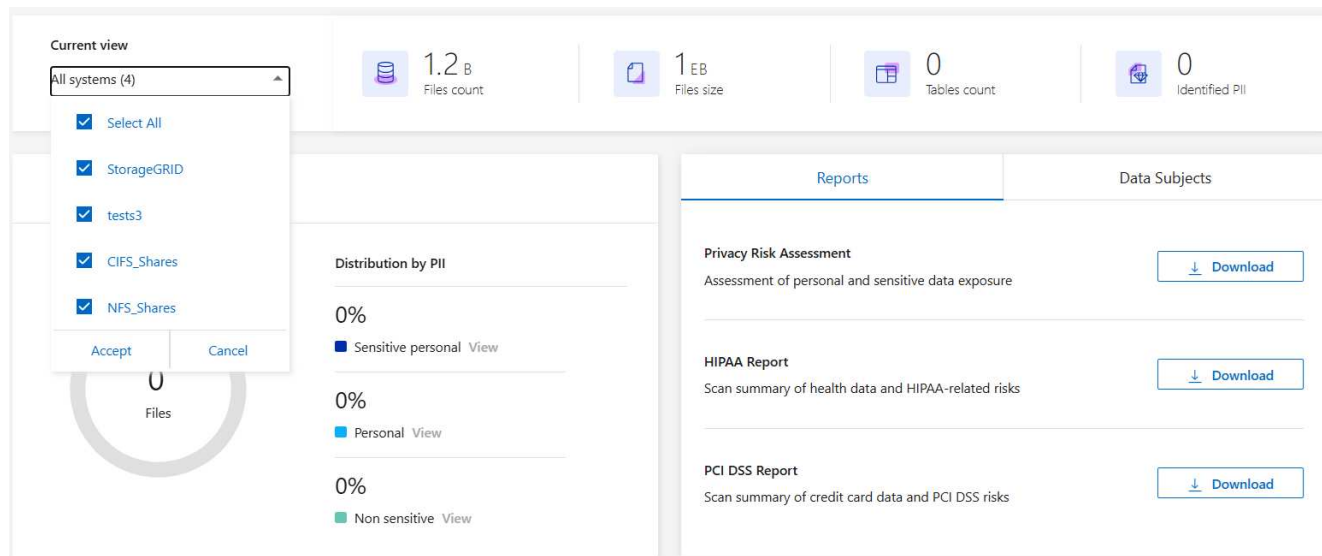 Current view
All systems (4)
Select All
StorageGRID
tests3
CIFS_Shares
NFS_Shares
Accept Cancel
1.2 B
Files count
1 EB
Files size
0
Tables count
0
Identified PII
0
Files
Distribution by PII
0%
Sensitive personal View
0%
Personal View
0%
Non sensitive View
Reports Data Subjects
Privacy Risk Assessment
Assessment of personal and sensitive data exposure
Download
HIPAA Report
Scan summary of health data and HIPAA-related risks
Download
PCI DSS Report
Scan summary of credit card data and PCI DSS risks
Download